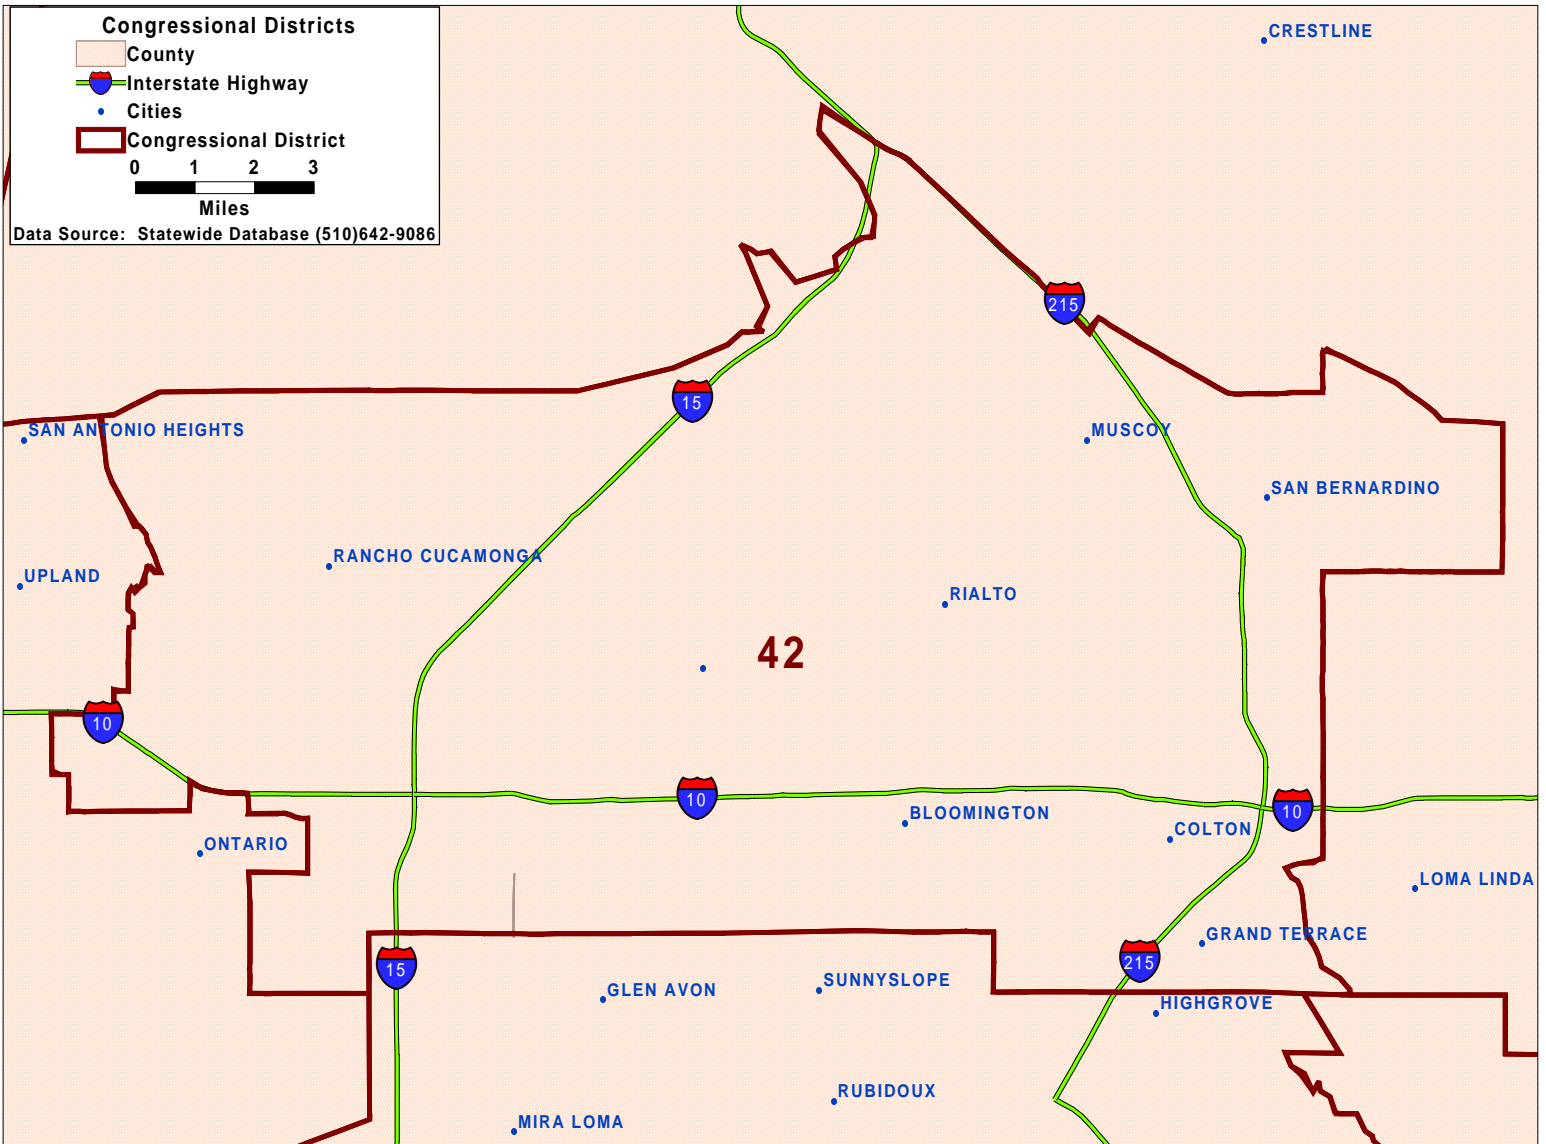 Congressional Districts
County
Interstate Highway
Cities
Congressional District
0 1 2 3
Miles
Data Source: Statewide Database (510)642-9086
CRESTLINE
215
15
SAN ANTONIO HEIGHTS
MUSCOY
SAN BERNARDINO
RANCHO CUCAMONGA
UPLAND
RIALTO
42
10
10
10
BLOOMINGTON
COLTON
ONTARIO
LOMA LINDA
GRAND TERRACE
215
15
SUNNYSLOPE
GLEN AVON
HIGHGROVE
RUBIDOUX
MIRA LOMA